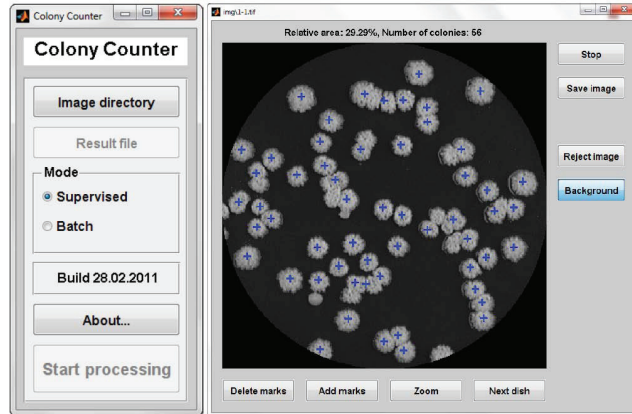 Colony Counter
Colony Counter
Image directory
Result file
Mode
Supervised
Batch
Build 28.02.2011
About...
Start processing
img\1-1.tif
Relative area: 29.29%, Number of colonies: 56
Stop
Save image
Reject image
Background
Delete marks
Add marks
Zoom
Next dish